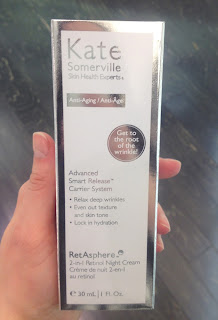 Kate
Somerville
Skin Health Experts
Anti-Aging / Anti-Âge
Get to
the root
of the
wrinkle!
Advanced
Smart Release™
Carrier System
• Relax deep wrinkles
• Even out texture
and skin tone
• Lock in hydration
RetAsphere™
2-in-1 Retinol Night Cream
Crème de nuit 2-en-1
au rétinol
e 30 mL | 1 Fl. Oz.